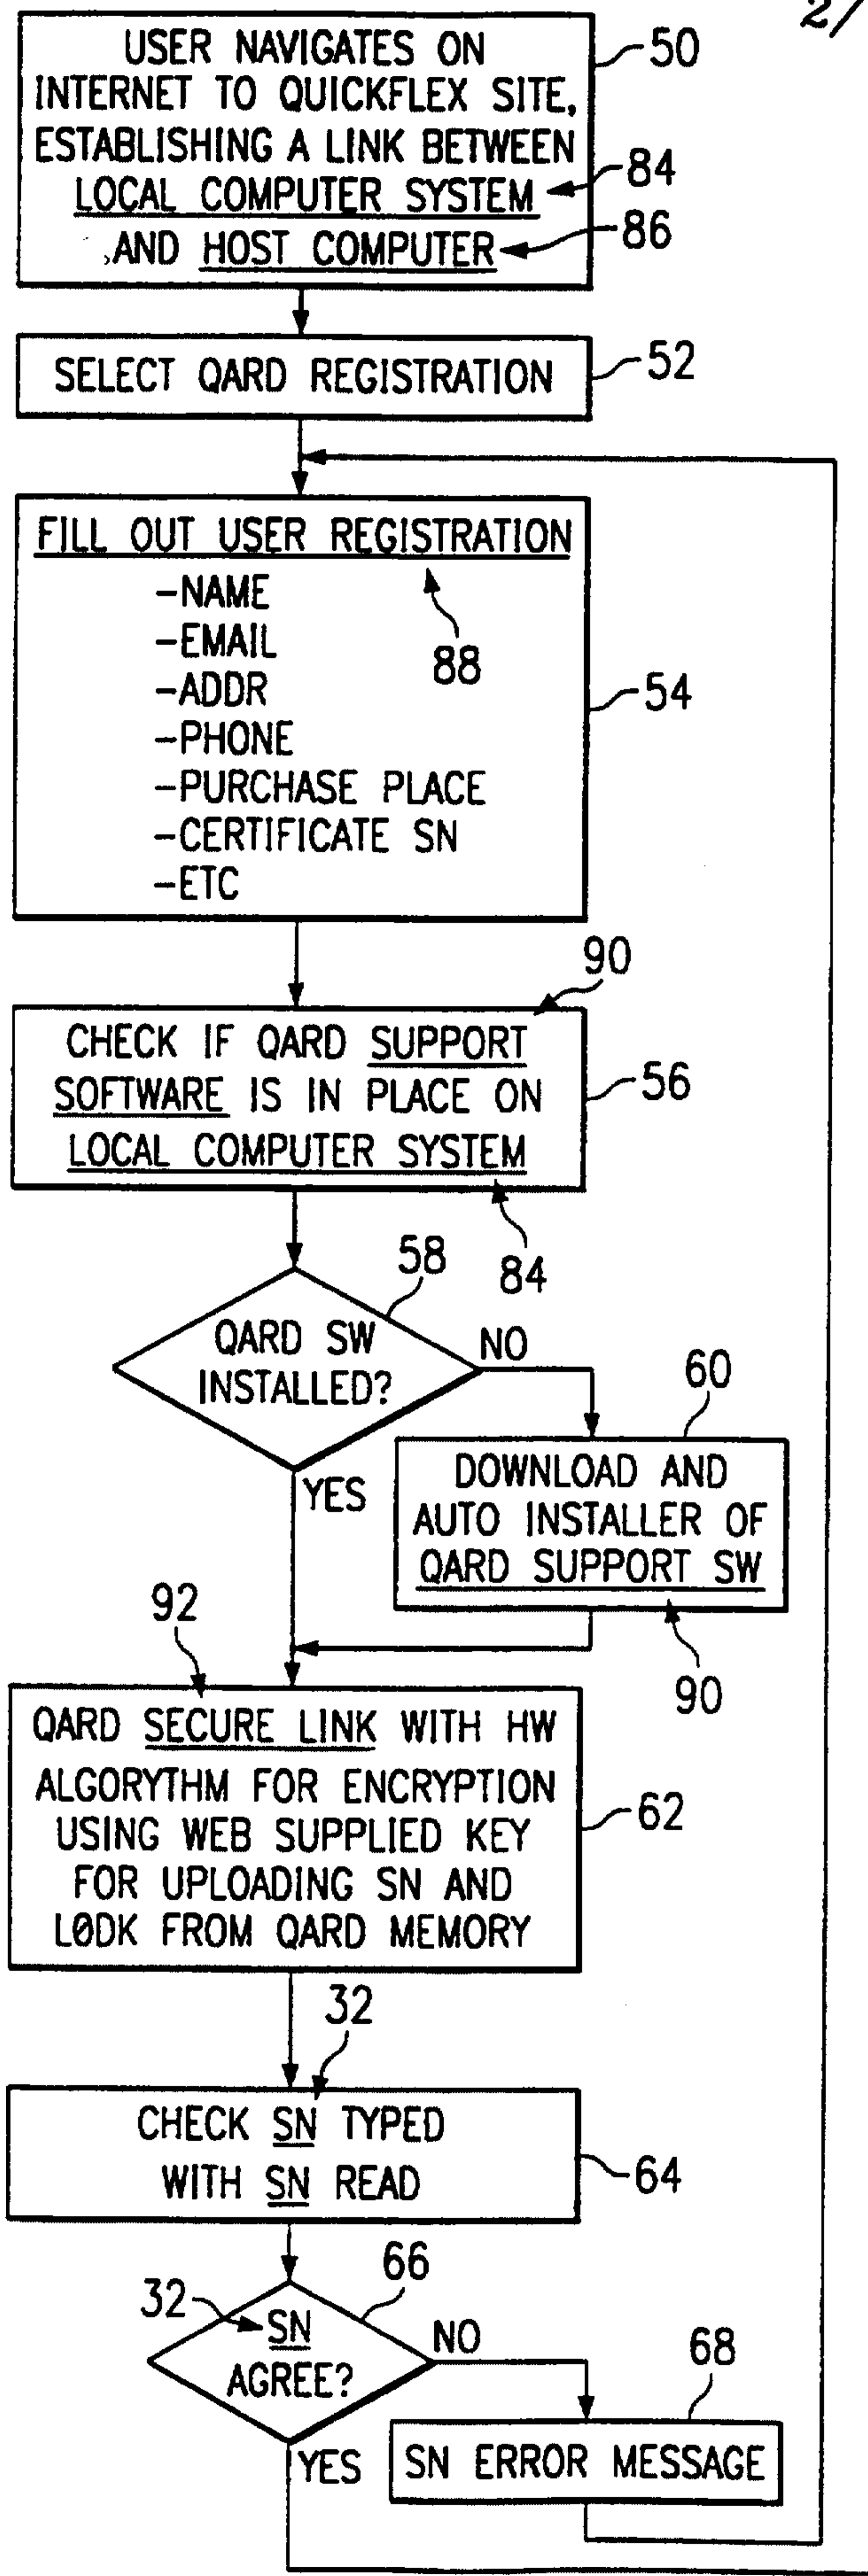 2/
USER NAVIGATES ON
INTERNET TO QUICKFLEX SITE,
ESTABLISHING A LINK BETWEEN
LOCAL COMPUTER SYSTEM
AND HOST COMPUTER
50
84
86
SELECT QARD REGISTRATION
52
FILL OUT USER REGISTRATION
-NAME
-EMAIL
-ADDR
-PHONE
-PURCHASE PLACE
-CERTIFICATE SN
-ETC
88
54
90
CHECK IF QARD SUPPORT
SOFTWARE IS IN PLACE ON
LOCAL COMPUTER SYSTEM
56
84
58
QARD SW
INSTALLED?
NO
YES
60
DOWNLOAD AND
AUTO INSTALLER OF
QARD SUPPORT SW
90
92
QARD SECURE LINK WITH HW
ALGORYTHM FOR ENCRYPTION
USING WEB SUPPLIED KEY
FOR UPLOADING SN AND
L0DK FROM QARD MEMORY
62
32
CHECK SN TYPED
WITH SN READ
64
66
32
SN
AGREE?
NO
YES
68
SN ERROR MESSAGE